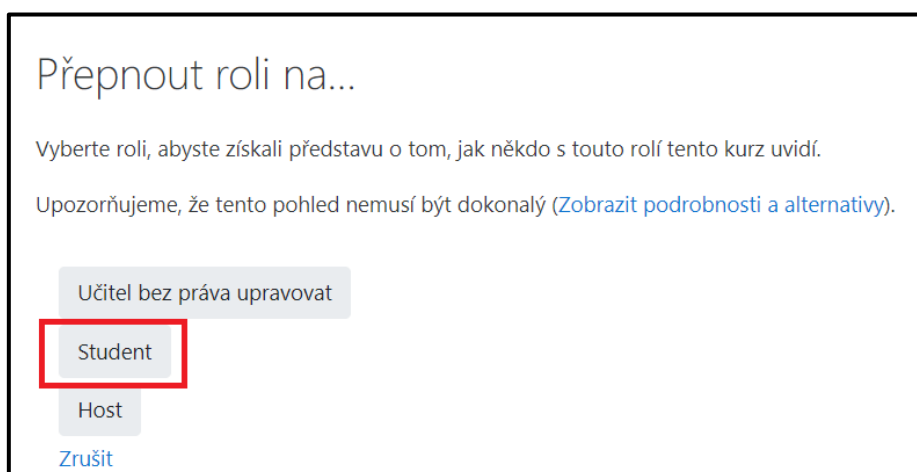 Přepnout roli na...
Vyberte roli, abyste získali představu o tom, jak někdo s touto rolí tento kurz uvidí.
Upozorňujeme, že tento pohled nemusí být dokonalý (Zobrazit podrobnosti a alternativy).
Učitel bez práva upravovat
Student
Host
Zrušit